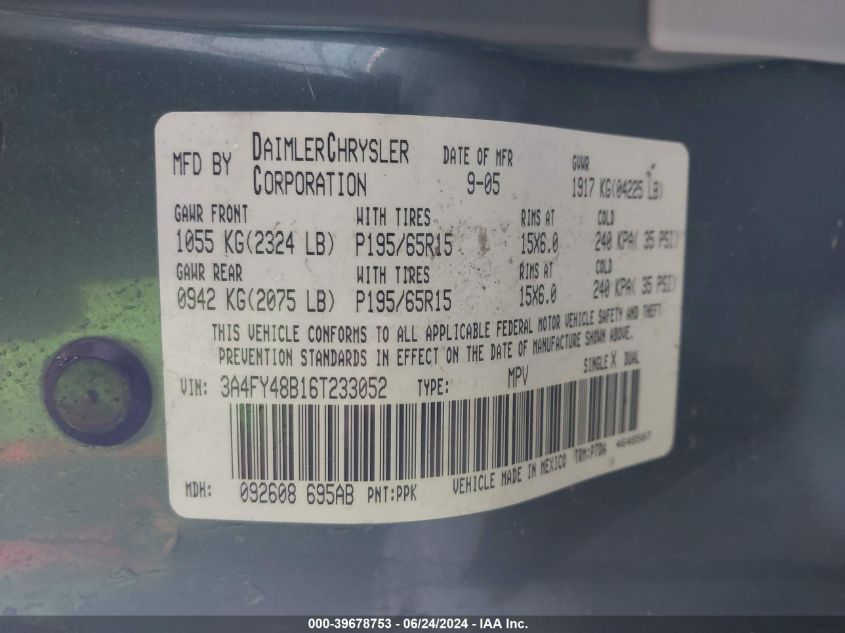 MFD BY DAIMLERCHRYSLER CORPORATION DATE OF MFR 9-05 GVWR 1917 KG(04225 LB)
GAWR FRONT WITH TIRES RIMS AT COLD
1055 KG(2324 LB) P195/65R15 15X6.0 240 KPA( 35 PSI)
GAWR REAR WITH TIRES RIMS AT COLD
0942 KG(2075 LB) P195/65R15 15X6.0 240 KPA( 35 PSI)
THIS VEHICLE CONFORMS TO ALL APPLICABLE FEDERAL MOTOR VEHICLE SAFETY AND THEFT
PREVENTION STANDARDS IN EFFECT ON THE DATE OF MANUFACTURE SHOWN ABOVE.
VIN: 3A4FY48B16T233052 TYPE: MPV SINGLE X DUAL
MDH: 092608 695AB PNT:PPK VEHICLE MADE IN MEXICO TRM:P7DA 4648507
000-39678753 - 06/24/2024 - IAA, Inc.